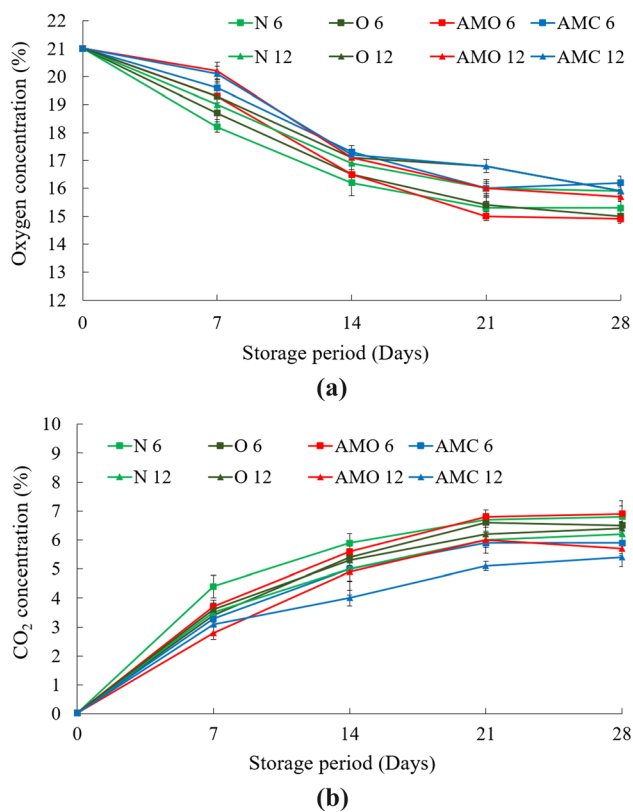 N 6 O 6 AMO 6 AMC 6
N 12 O 12 AMO 12 AMC 12
Oxygen concentration (%)
22
21
20
19
18
17
16
15
14
13
12
0 7 14 21 28
Storage period (Days)
(a)
N 6 O 6 AMO 6 AMC 6
N 12 O 12 AMO 12 AMC 12
CO₂ concentration (%)
10
9
8
7
6
5
4
3
2
1
0
0 7 14 21 28
Storage period (Days)
(b)